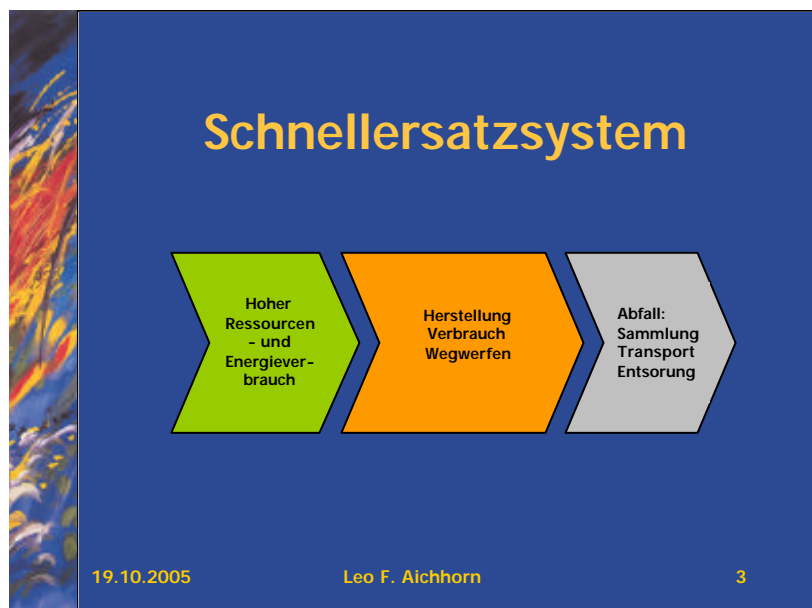 Schnellersatzsystem
Hoher
Ressourcen
- und
Energiever-
brauch
Herstellung
Verbrauch
Wegwerfen
Abfall:
Sammlung
Transport
Entsorung
19.10.2005 Leo F. Aichhorn 3